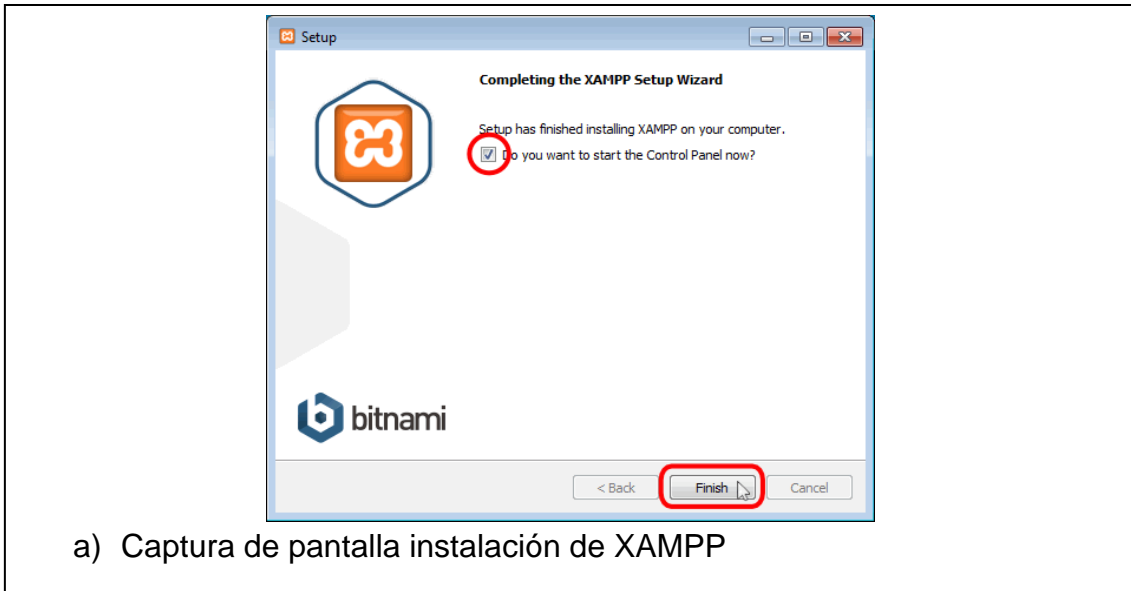 Setup
Completing the XAMPP Setup Wizard
Setup has finished installing XAMPP on your computer.
Do you want to start the Control Panel now?
bitnami
< Back
Finish
Cancel
a) Captura de pantalla instalación de XAMPP